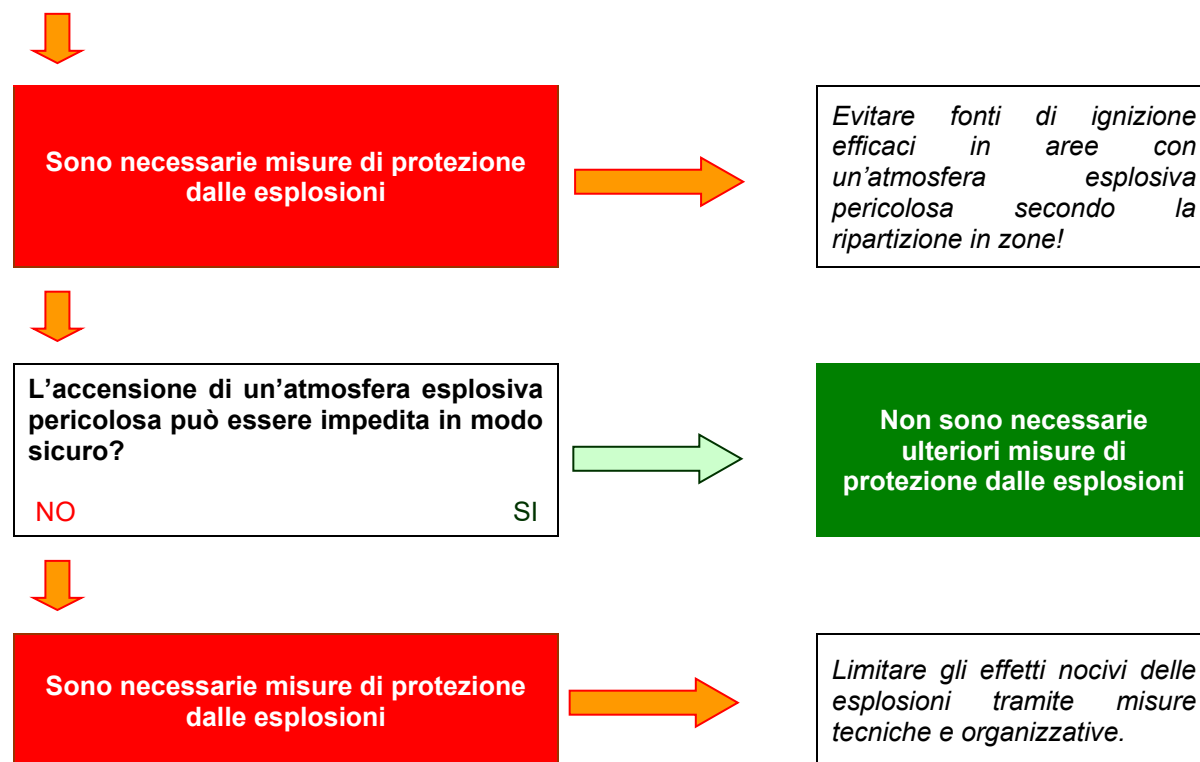 Sono necessarie misure di protezione
dalle esplosioni
Evitare fonti di ignizione
efficaci in aree con
un'atmosfera esplosiva
pericolosa secondo la
ripartizione in zone!
L’accensione di un’atmosfera esplosiva
pericolosa può essere impedita in modo
sicuro?
NO SI
Non sono necessarie
ulteriori misure di
protezione dalle esplosioni
Sono necessarie misure di protezione
dalle esplosioni
Limitare gli effetti nocivi delle
esplosioni tramite misure
tecniche e organizzative.